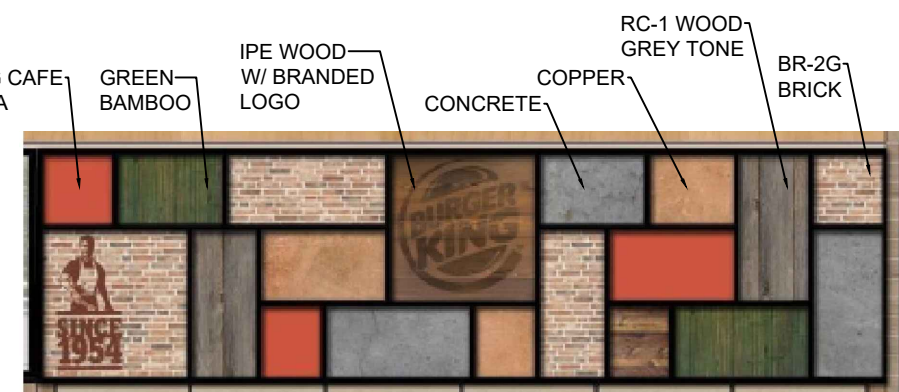 CAFE
A
GREEN
BAMBOO
IPE WOOD
W/ BRANDED
LOGO
CONCRETE
COPPER
RC-1 WOOD
GREY TONE
BR-2G
BRICK
BURGER
KING
SINCE
1954